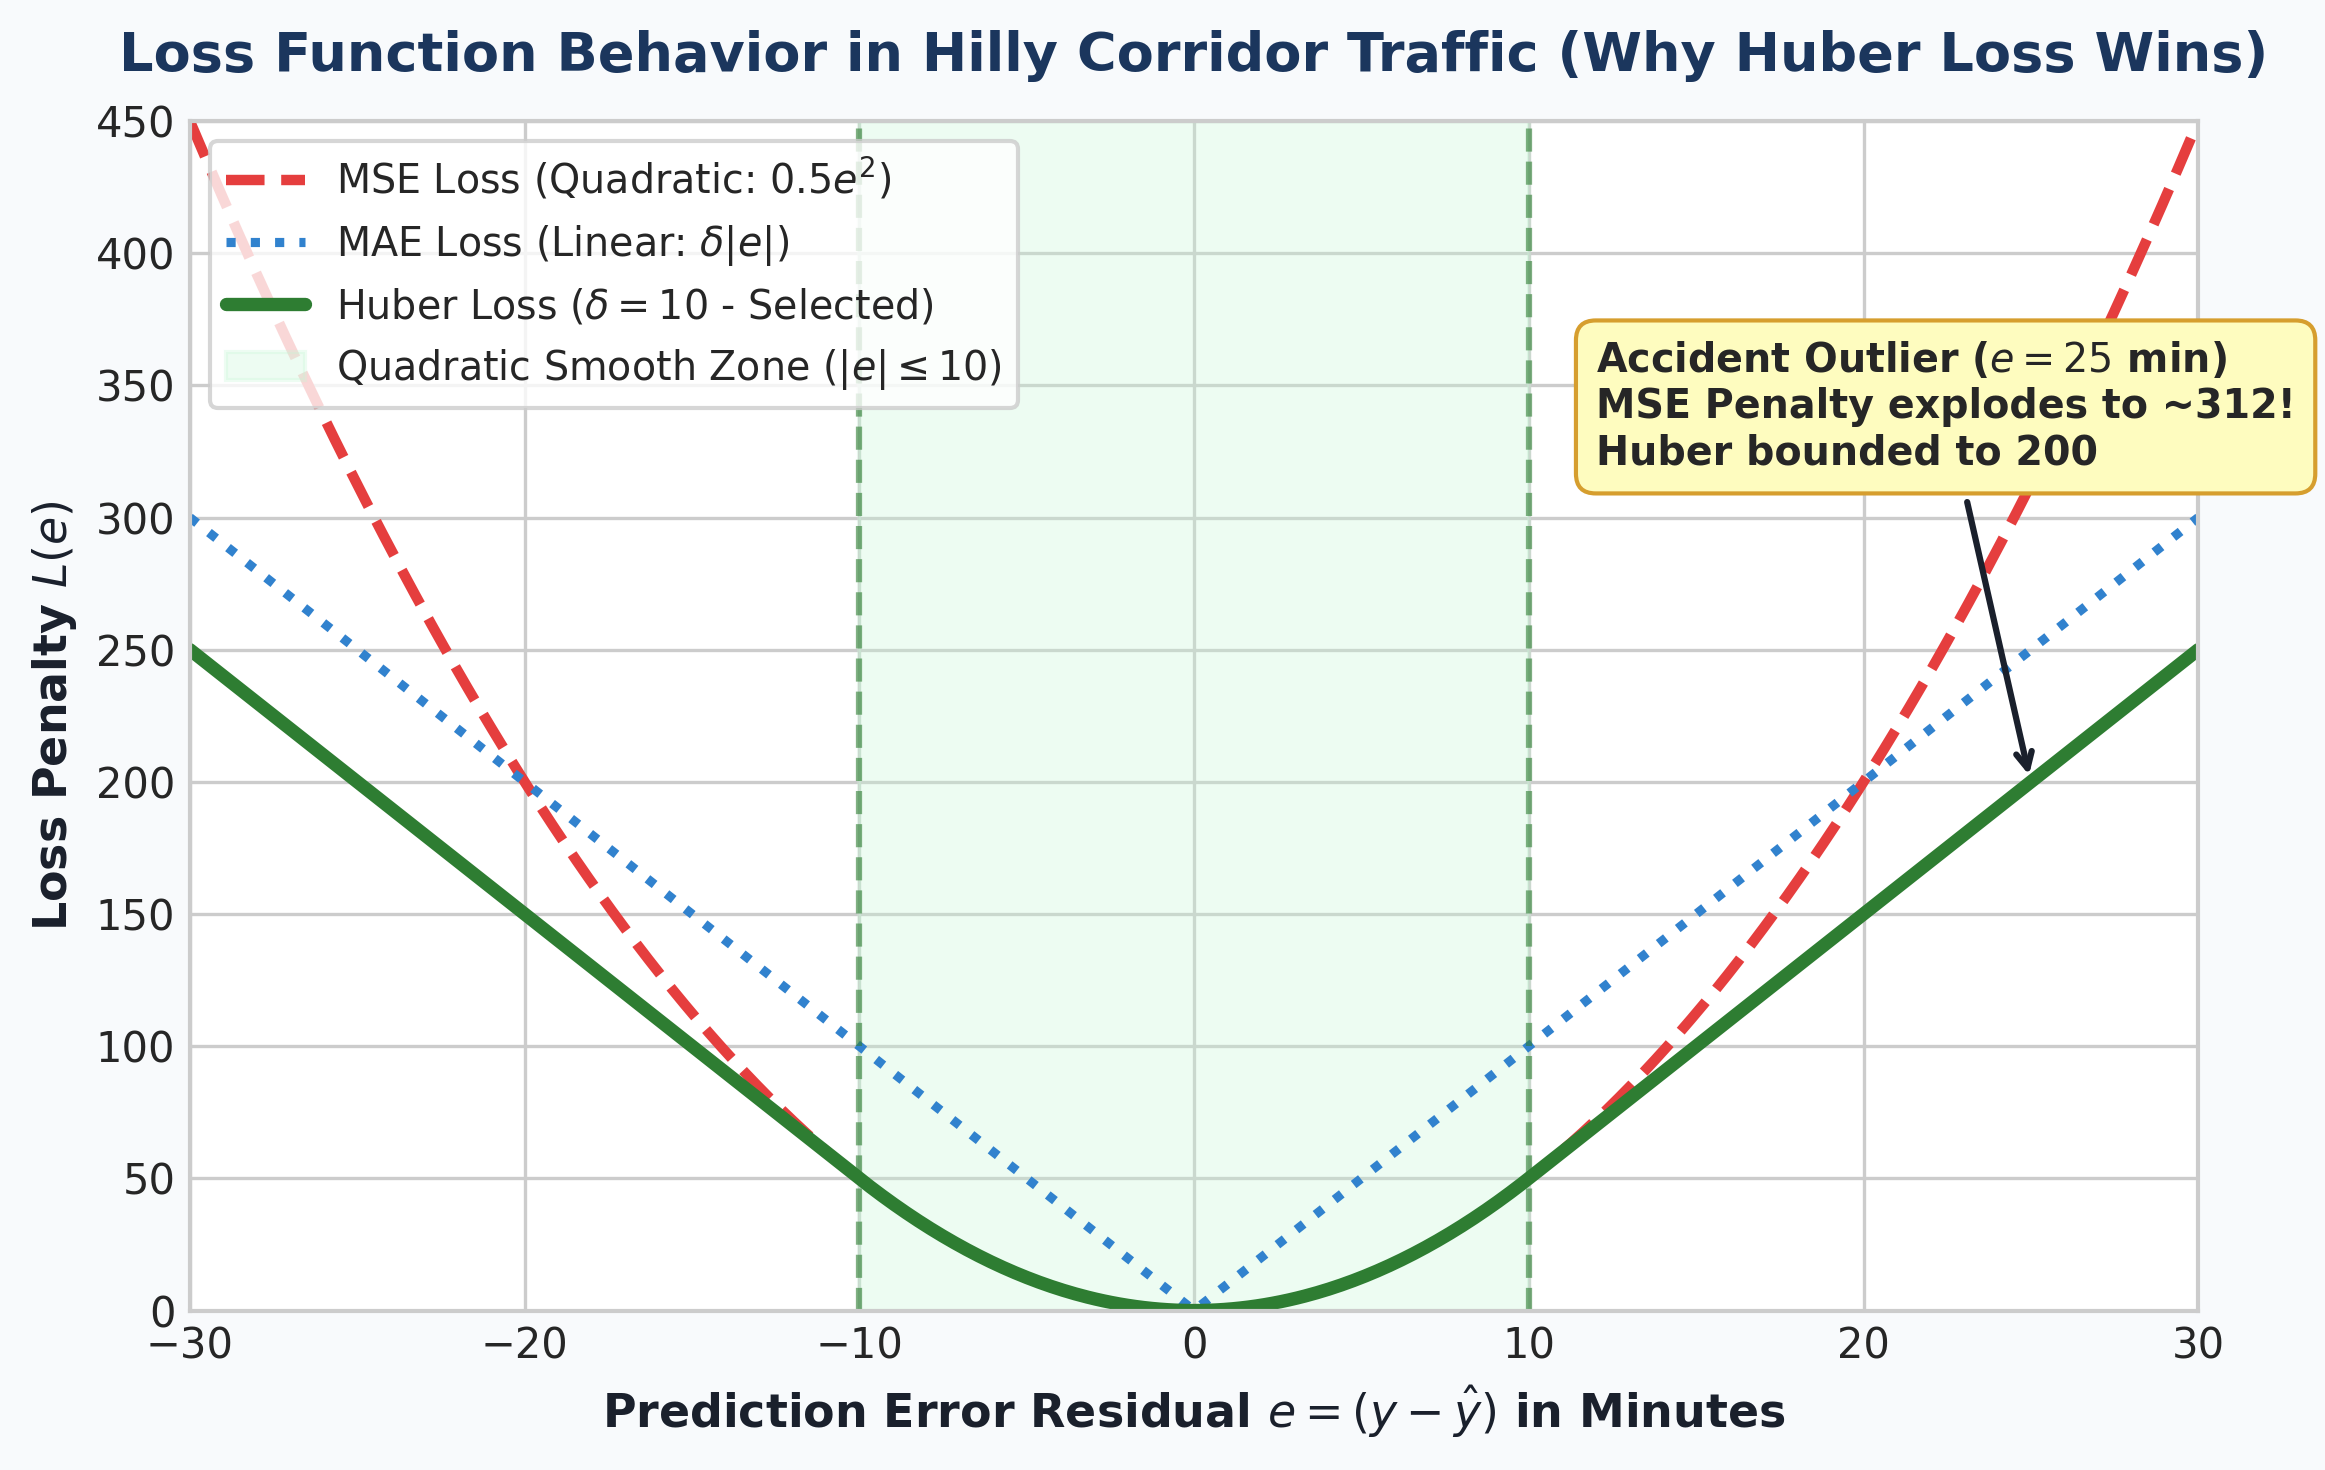 Loss Function Behavior in Hilly Corridor Traffic (Why Huber Loss Wins)
450
400
350
300
250
200
150
100
50
0
Loss Penalty L(e)
MSE Loss (Quadratic: 0.5e²)
MAE Loss (Linear: δ|e|)
Huber Loss (δ = 10 - Selected)
Quadratic Smooth Zone (|e| ≤ 10)
Accident Outlier (e = 25 min)
MSE Penalty explodes to ~312!
Huber bounded to 200
−30
−20
−10
0
10
20
30
Prediction Error Residual e = (y − ŷ) in Minutes